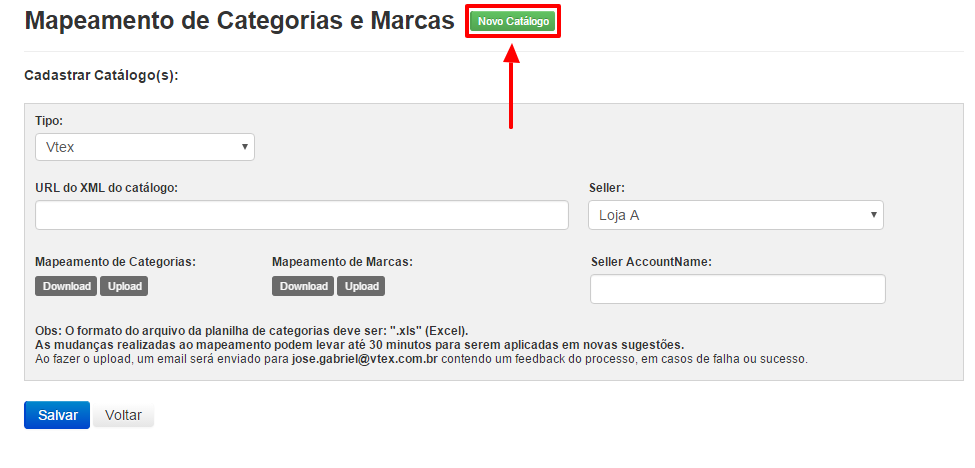 Mapeamento de Categorias e Marcas Novo Catálogo
Cadastrar Catálogo(s):
Tipo:
Vtex
URL do XML do catálogo: Seller:
Loja A
Mapeamento de Categorias: Mapeamento de Marcas: Seller AccountName:
Download Upload Download Upload
Obs: O formato do arquivo da planilha de categorias deve ser: ".xls" (Excel).
As mudanças realizadas ao mapeamento podem levar até 30 minutos para serem aplicadas em novas sugestões.
Ao fazer o upload, um email será enviado para jose.gabriel@vtex.com.br contendo um feedback do processo, em casos de falha ou sucesso.
Salvar Voltar